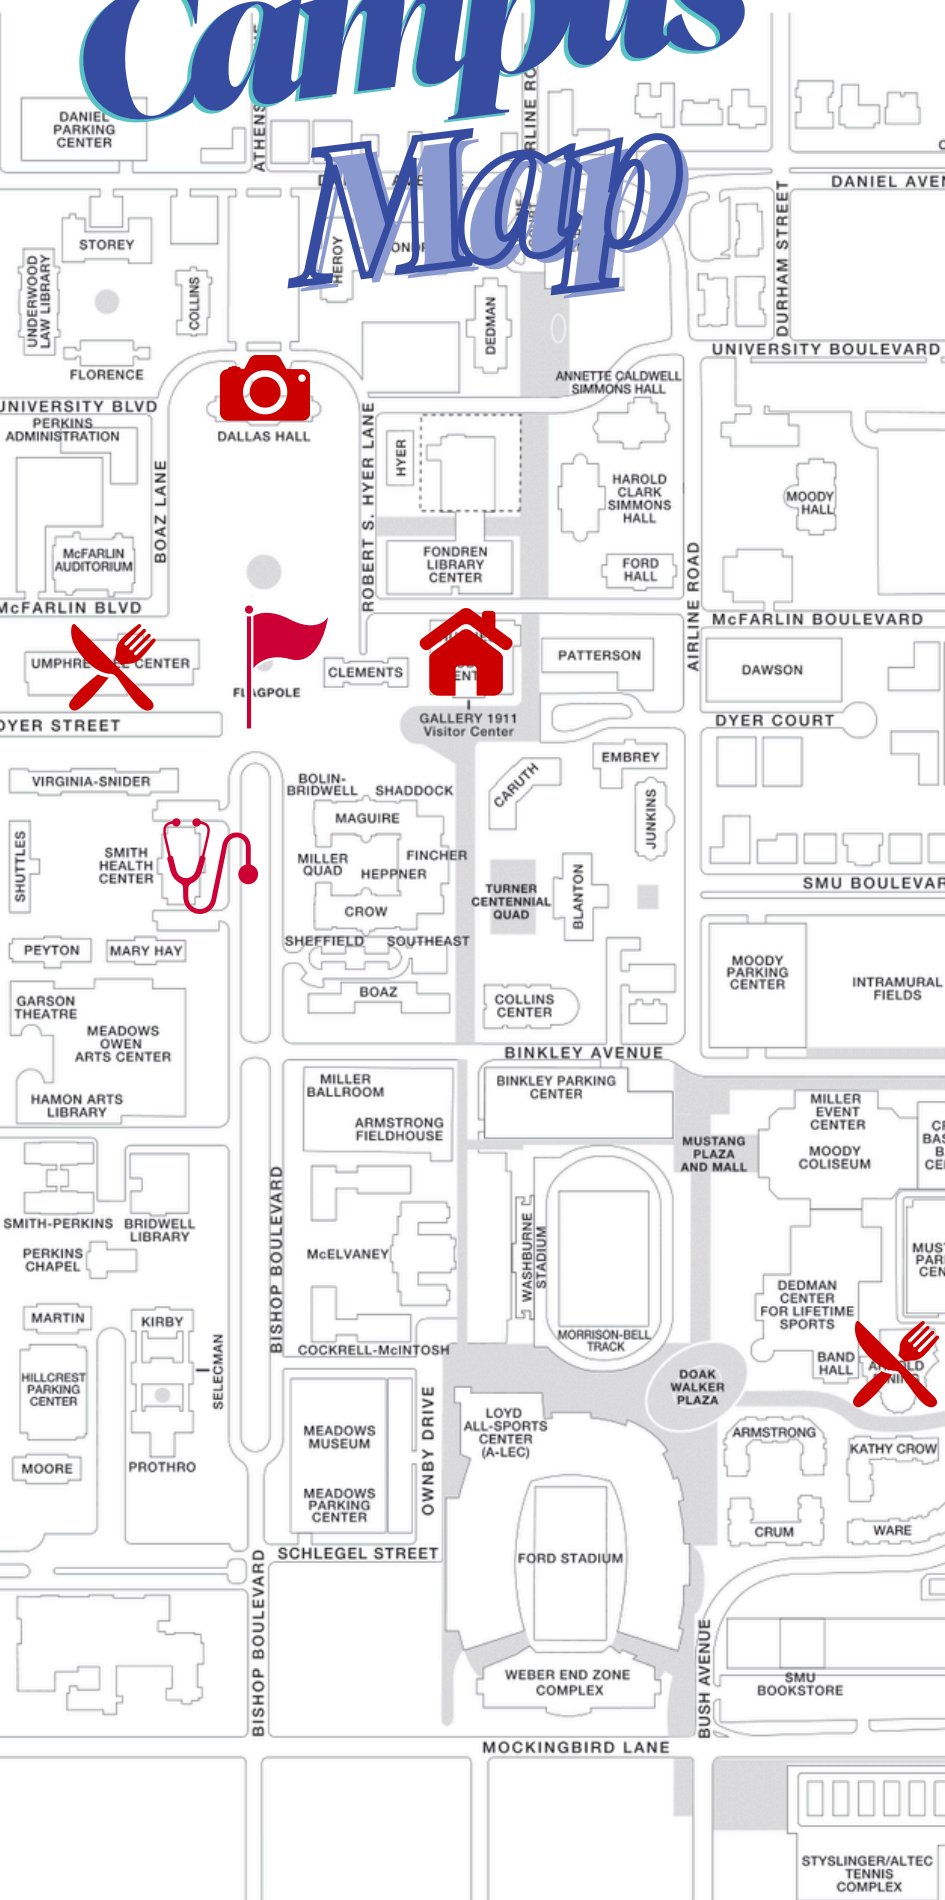 Campus
Map
DANIEL
PARKING
CENTER
DANIEL AVEN
DURHAM STREET
STOREY
UNDERWOOD
LAW LIBRARY
COLLINS
HEROY
DEDMAN
FLORENCE
UNIVERSITY BOULEVARD
UNIVERSITY BLVD
PERKINS
ADMINISTRATION
ANNETTE CALDWELL
SIMMONS HALL
DALLAS HALL
BOAZ LANE
ROBERT S. HYER LANE
HYER
HAROLD
CLARK
SIMMONS
HALL
MOODY
HALL
McFARLIN
AUDITORIUM
FONDREN
LIBRARY
CENTER
FORD
HALL
AIRLINE ROAD
McFARLIN BLVD
McFARLIN BOULEVARD
CENTER
FLAGPOLE
CLEMENTS
PATTERSON
DAWSON
GALLERY 1911
Visitor Center
DYER STREET
DYER COURT
VIRGINIA-SNIDER
BOLIN-
BRIDWELL
SHADDOCK
CARUTH
EMBREY
JUNKINS
MAGUIRE
SHUTTLES
SMITH
HEALTH
CENTER
MILLER
QUAD
FINCHER
HEPPNER
TURNER
CENTENNIAL
QUAD
BLANTON
SMU BOULEVAR
CROW
SHEFFIELD
SOUTHEAST
PEYTON
MARY HAY
MOODY
PARKING
CENTER
INTRAMURAL
FIELDS
BOAZ
COLLINS
CENTER
GARSON
THEATRE
MEADOWS
OWEN
ARTS CENTER
HAMON ARTS
LIBRARY
BINKLEY AVENUE
MILLER
BALLROOM
ARMSTRONG
FIELDHOUSE
BINKLEY PARKING
CENTER
MUSTANG
PLAZA
AND MALL
MILLER
EVENT
CENTER
MOODY
COLISEUM
CR
BAS
B
CE
BISHOP BOULEVARD
SMITH-PERKINS
BRIDWELL
LIBRARY
PERKINS
CHAPEL
McELVANEY
WASHBURNE
STADIUM
MUST
PAR
CEN
DEDMAN
CENTER
FOR LIFETIME
SPORTS
MARTIN
KIRBY
SELECMAN
COCKRELL-McINTOSH
MORRISON-BELL
TRACK
BAND
HALL
HILLCREST
PARKING
CENTER
DOAK
WALKER
PLAZA
MEADOWS
MUSEUM
OWNBY DRIVE
LOYD
ALL-SPORTS
CENTER
(A-LEC)
ARMSTRONG
KATHY CROW
MOORE
PROTHRO
MEADOWS
PARKING
CENTER
CRUM
WARE
SCHLEGEL STREET
FORD STADIUM
BISHOP BOULEVARD
WEBER END ZONE
COMPLEX
BUSH AVENUE
SMU
BOOKSTORE
MOCKINGBIRD LANE
STYSLINGER/ALTEC
TENNIS
COMPLEX